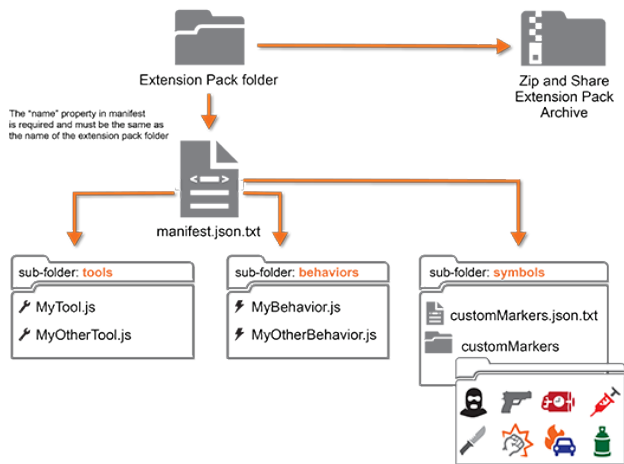 Extension Pack folder
Zip and Share
Extension Pack
Archive
The "name" property in manifest
is required and must be the same as
the name of the extension pack folder
manifest.json.txt
sub-folder: tools
MyTool.js
MyOtherTool.js
sub-folder: behaviors
MyBehavior.js
MyOtherBehavior.js
sub-folder: symbols
customMarkers.json.txt
customMarkers